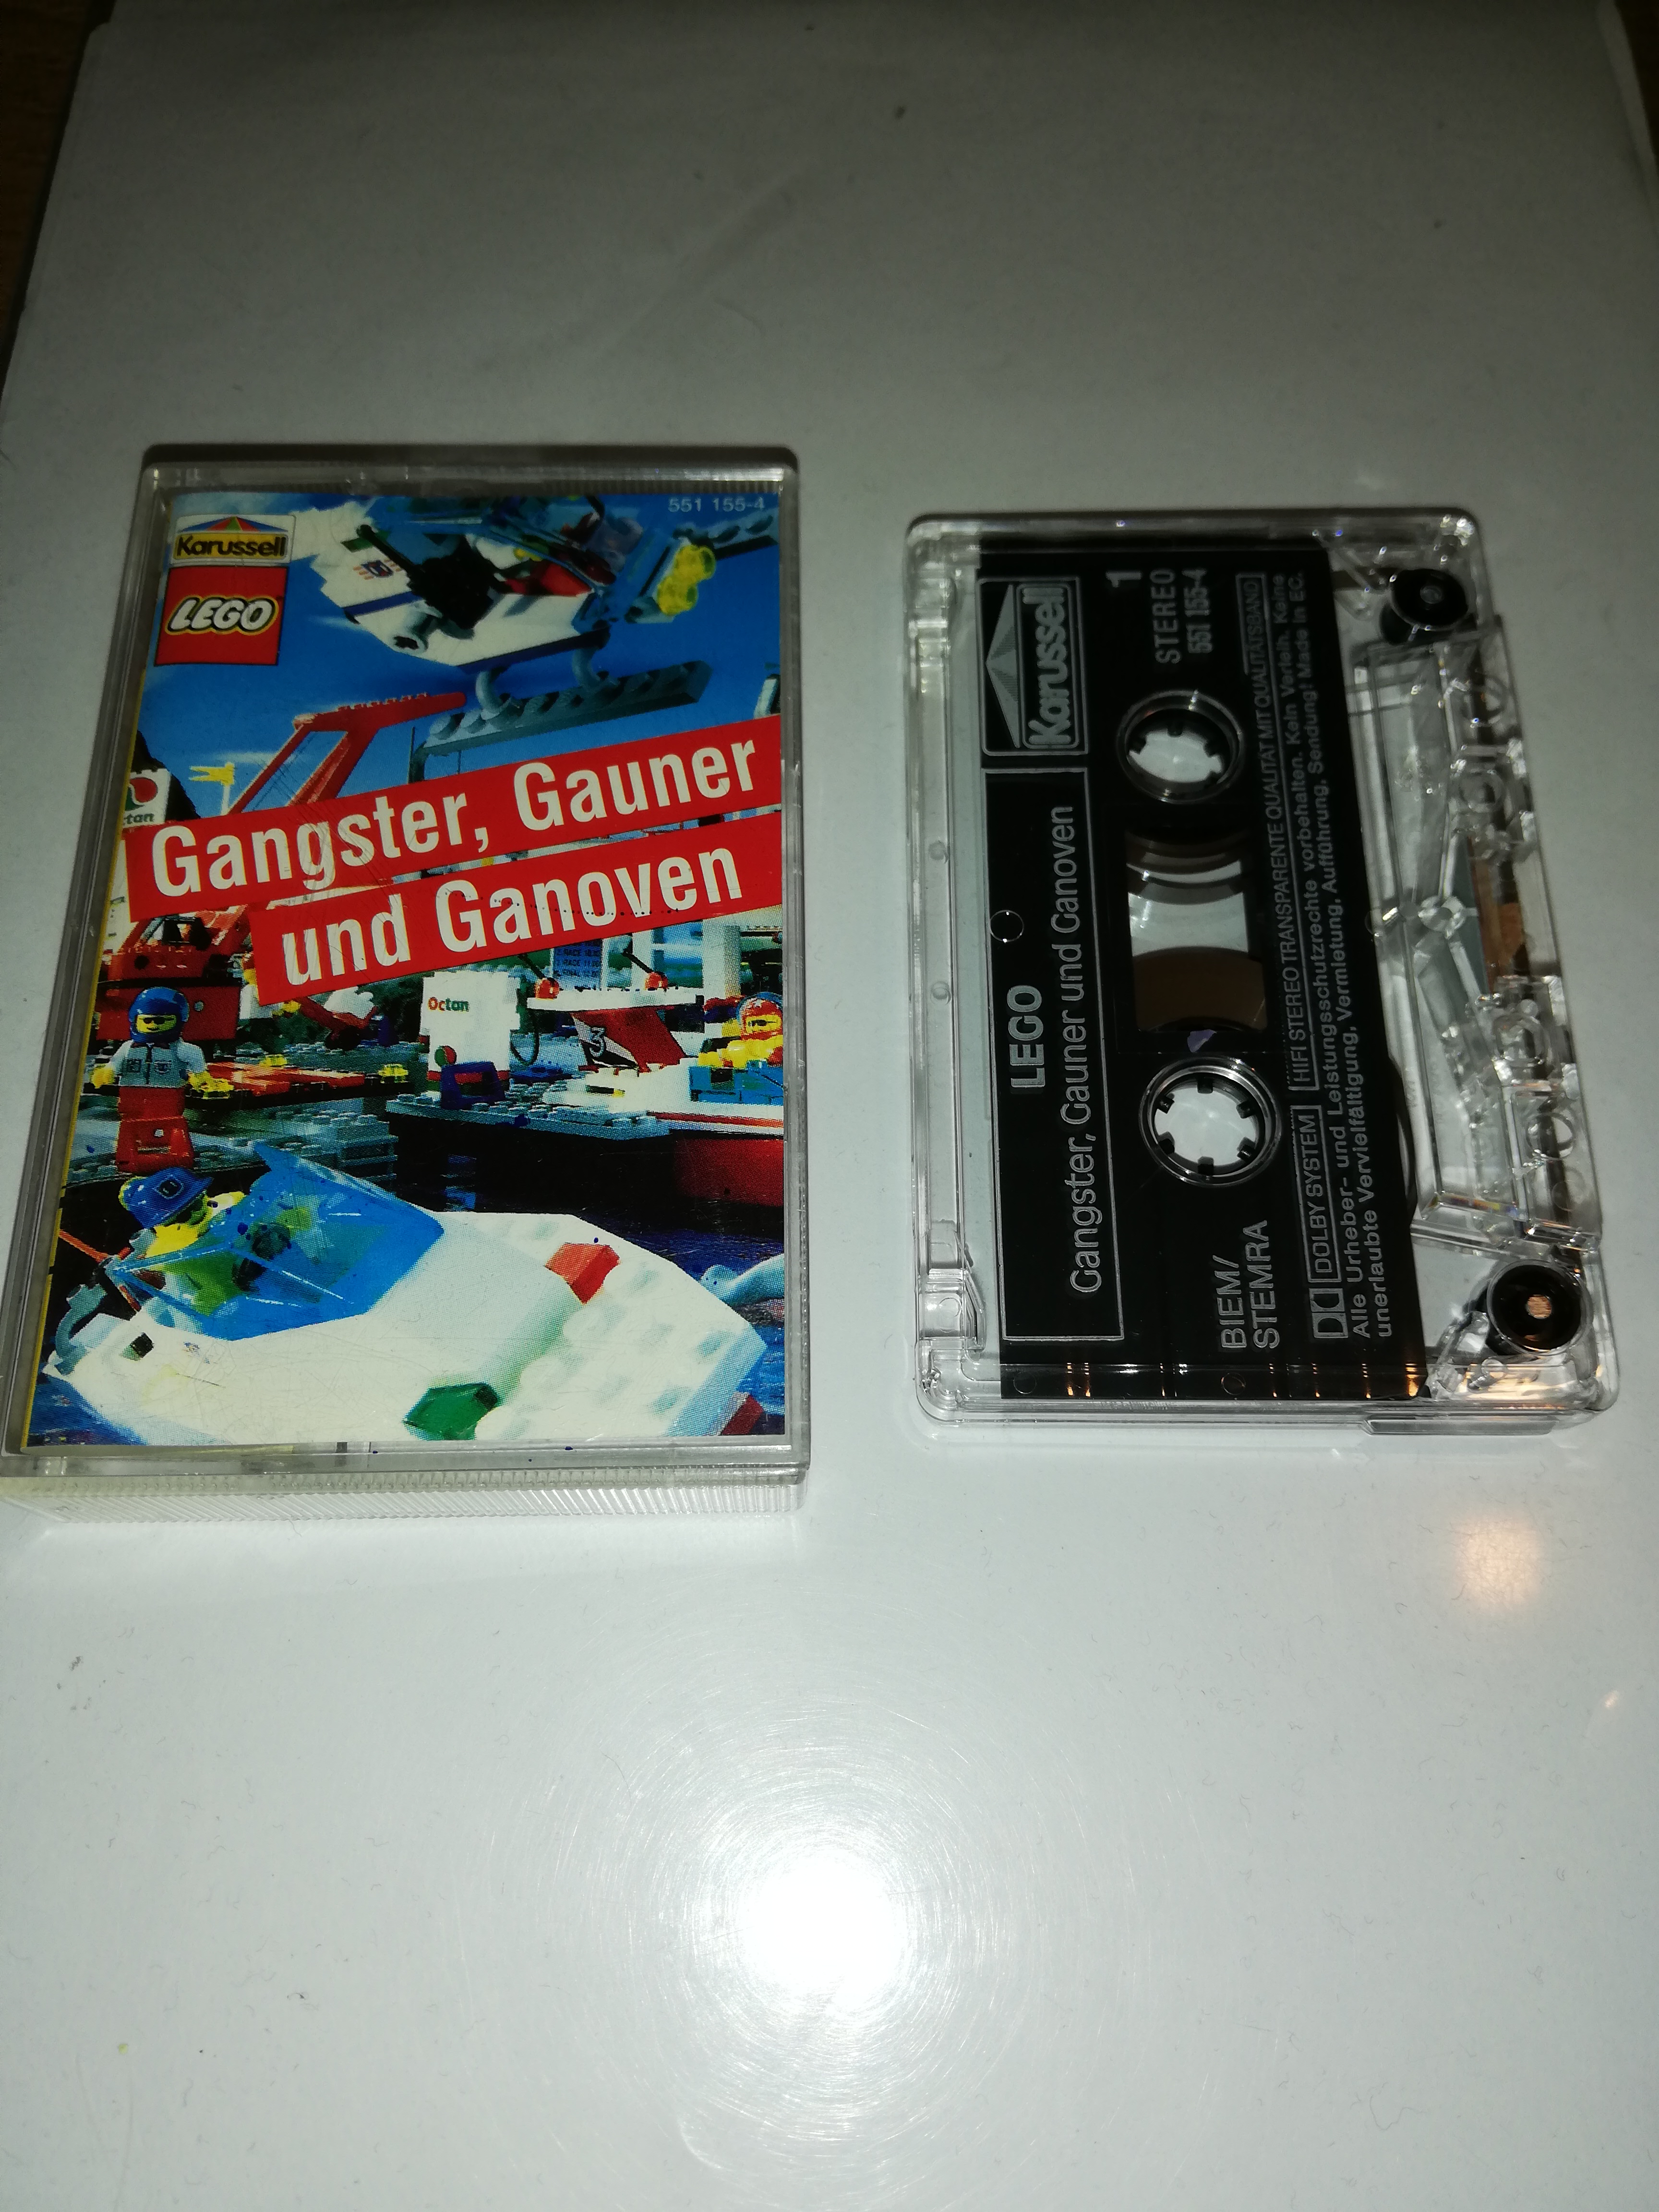 551 155-4
Karussell
LEGO
Gangster, Gauner
und Ganoven
Octan
Karussell
LEGO
Gangster, Gauner und Ganoven
1
STEREO
551 155-4
BIEM/
STEMRA
DOLBY SYSTEM HIFI STEREO TRANSPARENTE QUALITÄT MIT QUALITÄTSBAND
Alle Urheber- und Leistungsschutzrechte vorbehalten. Kein Verleih. Keine
unerlaubte Vervielfältigung, Vermietung, Aufführung, Sendung! Made in EC.